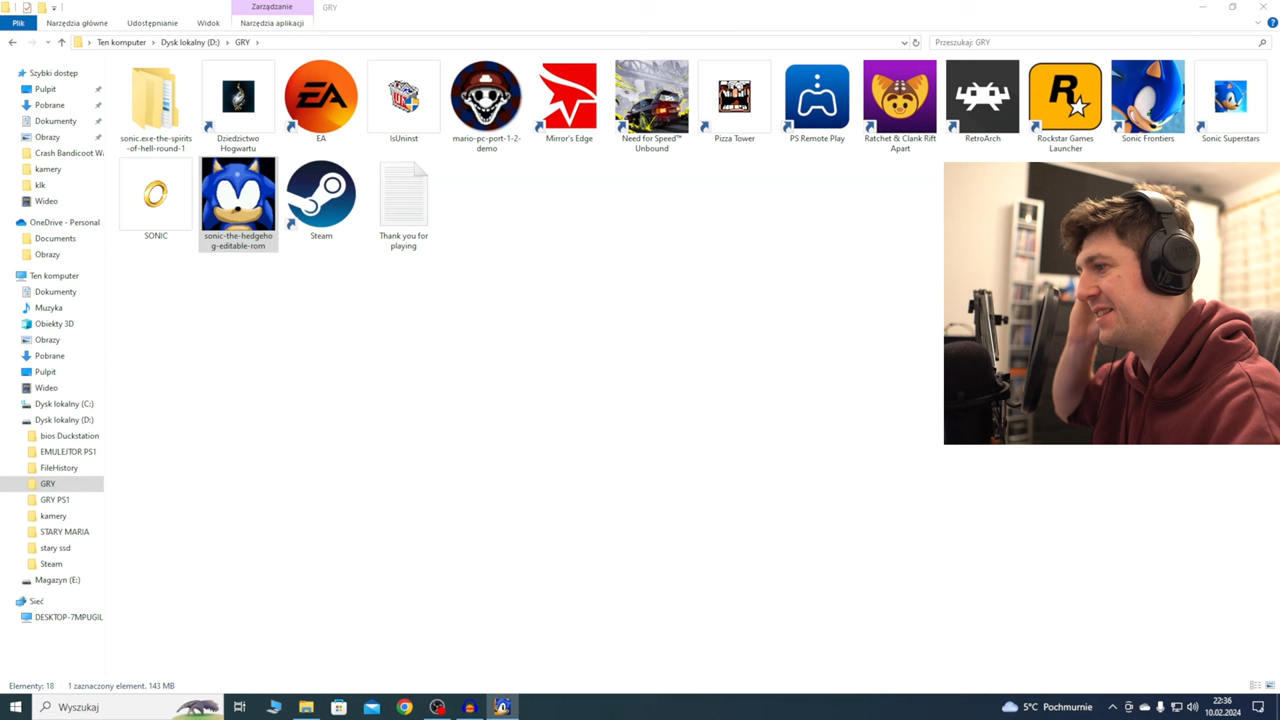 Zarządzanie
GRY
Plik
Narzędzia główne
Udostępnianie
Widok
Narzędzia aplikacji
Ten komputer
Dysk lokalny (D:)
GRY
Przeszukaj: GRY
Szybki dostęp
Pulpit
Pobrane
Dokumenty
Obrazy
Crash Bandicoot Wa
kamery
klk
Wideo
OneDrive - Personal
Documents
Obrazy
Ten komputer
Dokumenty
Muzyka
Obiekty 3D
Obrazy
Pobrane
Pulpit
Wideo
Dysk lokalny (C:)
Dysk lokalny (D:)
bios Duckstation
EMULEJTOR PS1
FileHistory
GRY
GRY PS1
kamery
STARY MARIA
stary ssd
Steam
Magazyn (E:)
Sieć
DESKTOP-7MPUGIL
sonic.exe-the-spirits
-of-hell-round-1
Dziedzictwo
Hogwartu
EA
EA
IsUninst
mario-pc-port-1-2-
demo
Mirror's Edge
Need for Speed™
Unbound
Pizza Tower
PS Remote Play
Ratchet & Clank Rift
Apart
RetroArch
R
Rockstar Games
Launcher
Sonic Frontiers
Sonic Superstars
SONIC
sonic-the-hedgeho
g-editable-rom
Steam
Thank you for
playing
Elementy: 18
1 zaznaczony element. 143 MB
Wyszukaj
5°C Pochmurnie
22:36
10.02.2024